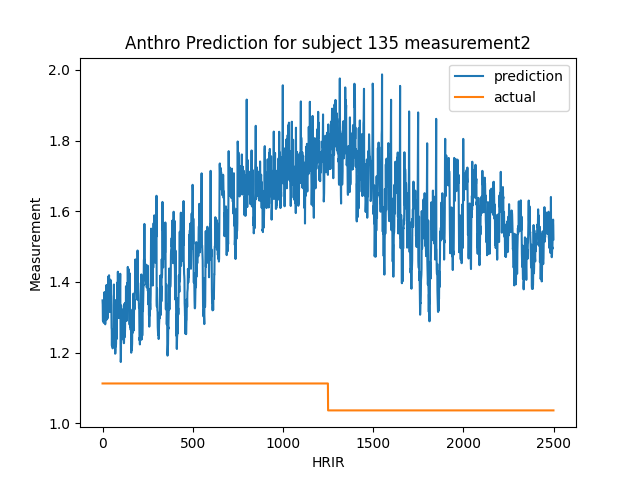 Anthro Prediction for subject 135 measurement2
prediction
actual
2.0
1.8
1.6
1.4
1.2
1.0
Measurement
0
500
1000
1500
2000
2500
HRIR